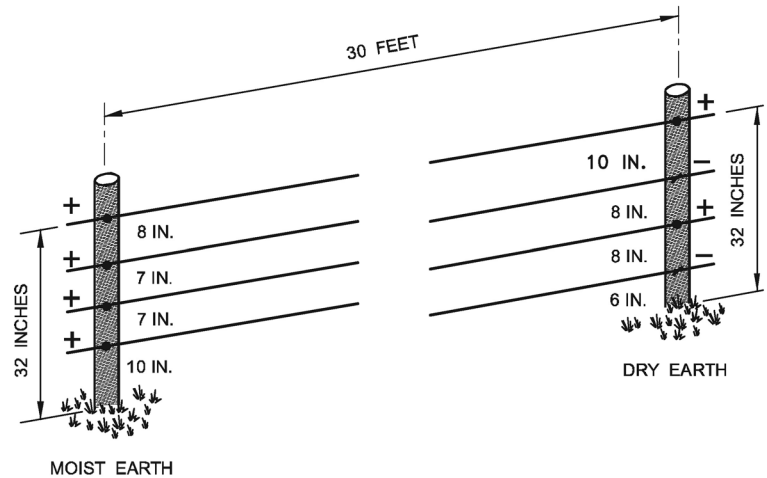 30 FEET
+
10 IN.
−
8 IN.
+
8 IN.
−
6 IN.
32 INCHES
DRY EARTH
+
8 IN.
+
7 IN.
+
7 IN.
+
10 IN.
32 INCHES
MOIST EARTH